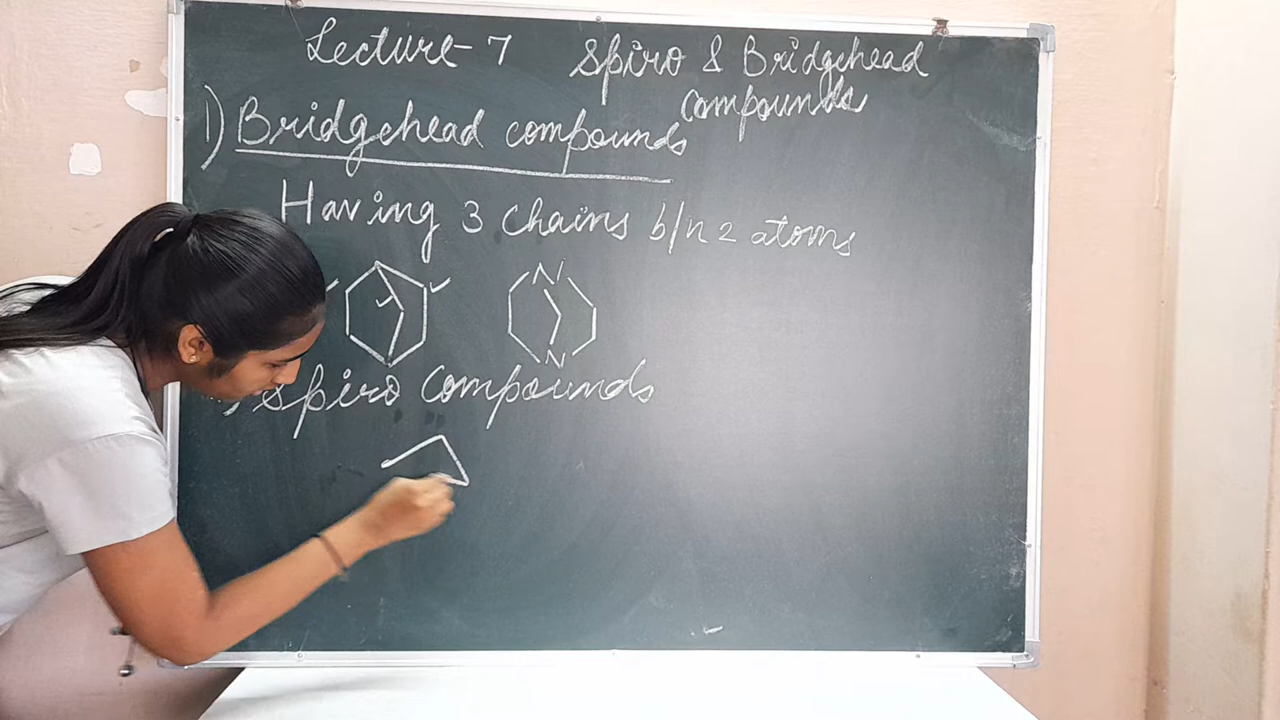 Lecture-7 Spiro & Bridgehead
compounds
1) Bridgehead compounds
Having 3 chains b/n 2 atoms
N
N
Spiro Compounds